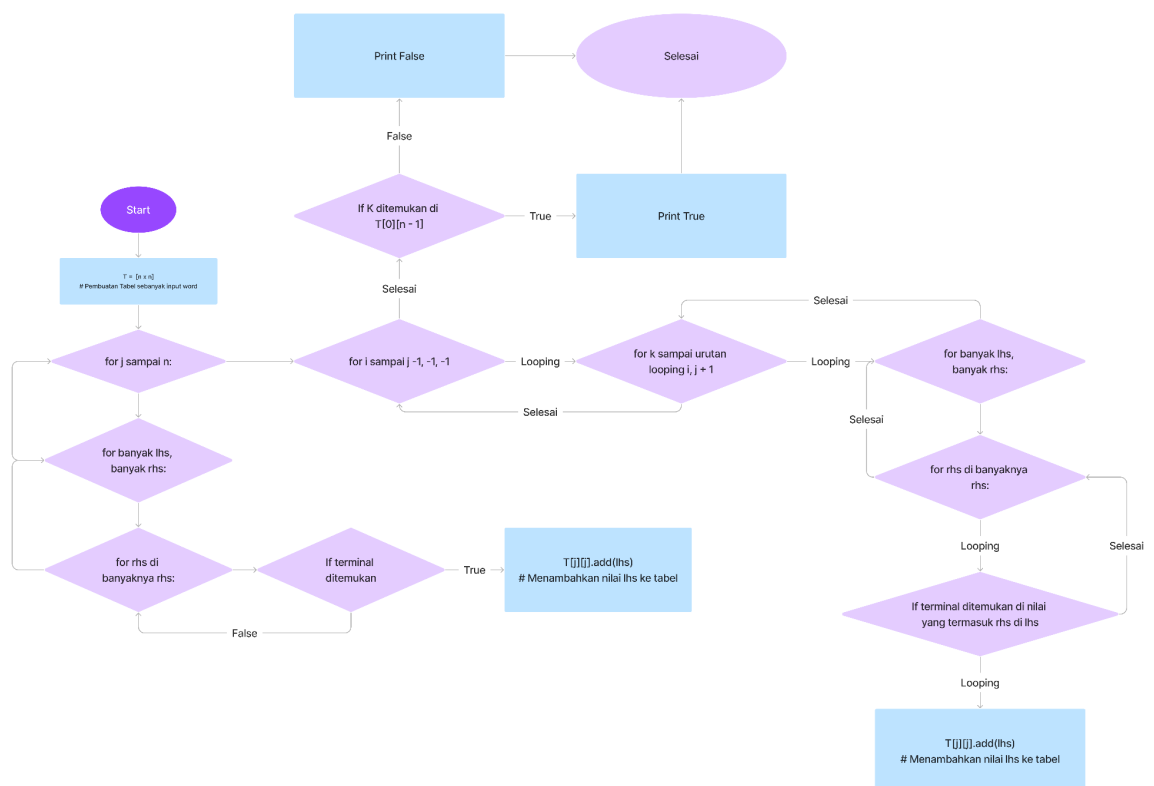 Print False
Selesai
False
If K ditemukan di
T[0][n - 1]
True
Print True
Start
T = [n x n]
# Pembuatan Tabel sebanyak input word
Selesai
Selesai
for j sampai n:
for i sampai j -1, -1, -1
Looping
for k sampai urutan
looping i, j + 1
Looping
for banyak lhs,
banyak rhs:
Selesai
Selesai
for banyak lhs,
banyak rhs:
for rhs di banyaknya
rhs:
Looping
Selesai
for rhs di
banyaknya rhs:
If terminal
ditemukan
True
T[j][j].add(lhs)
# Menambahkan nilai lhs ke tabel
False
If terminal ditemukan di nilai
yang termasuk rhs di lhs
Looping
T[j][j].add(lhs)
# Menambahkan nilai lhs ke tabel